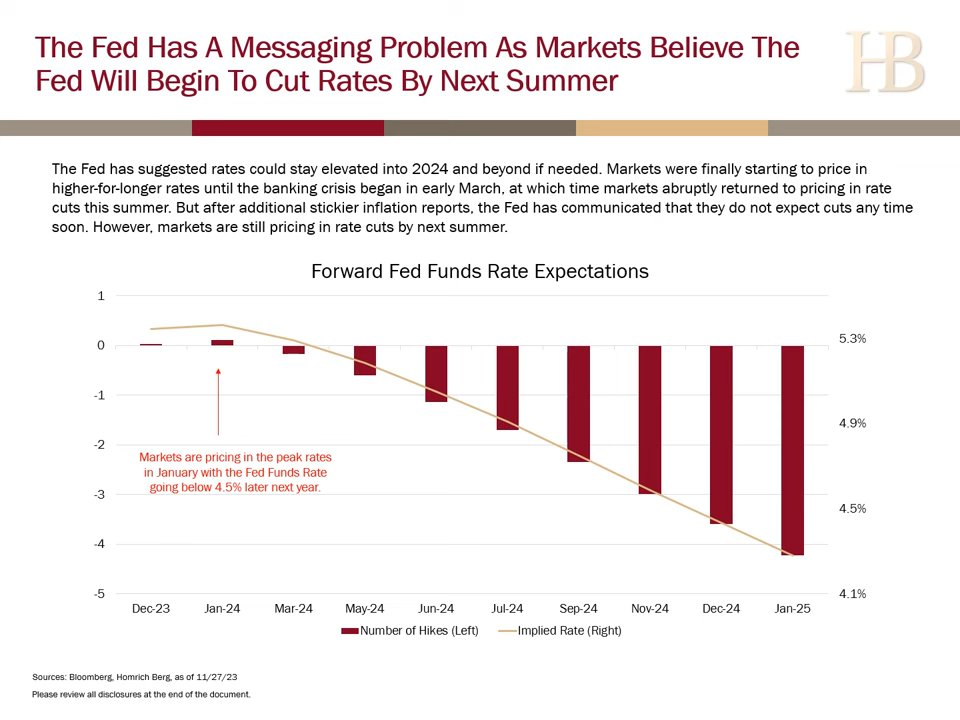 The Fed Has A Messaging Problem As Markets Believe The
Fed Will Begin To Cut Rates By Next Summer
HB
The Fed has suggested rates could stay elevated into 2024 and beyond if needed. Markets were finally starting to price in
higher-for-longer rates until the banking crisis began in early March, at which time markets abruptly returned to pricing in rate
cuts this summer. But after additional stickier inflation reports, the Fed has communicated that they do not expect cuts any time
soon. However, markets are still pricing in rate cuts by next summer.
Forward Fed Funds Rate Expectations
1
0
-1
-2
-3
-4
-5
5.3%
4.9%
4.5%
4.1%
Markets are pricing in the peak rates
in January with the Fed Funds Rate
going below 4.5% later next year.
Dec-23 Jan-24 Mar-24 May-24 Jun-24 Jul-24 Sep-24 Nov-24 Dec-24 Jan-25
Number of Hikes (Left) Implied Rate (Right)
Sources: Bloomberg, Homrich Berg, as of 11/27/23
Please review all disclosures at the end of the document.